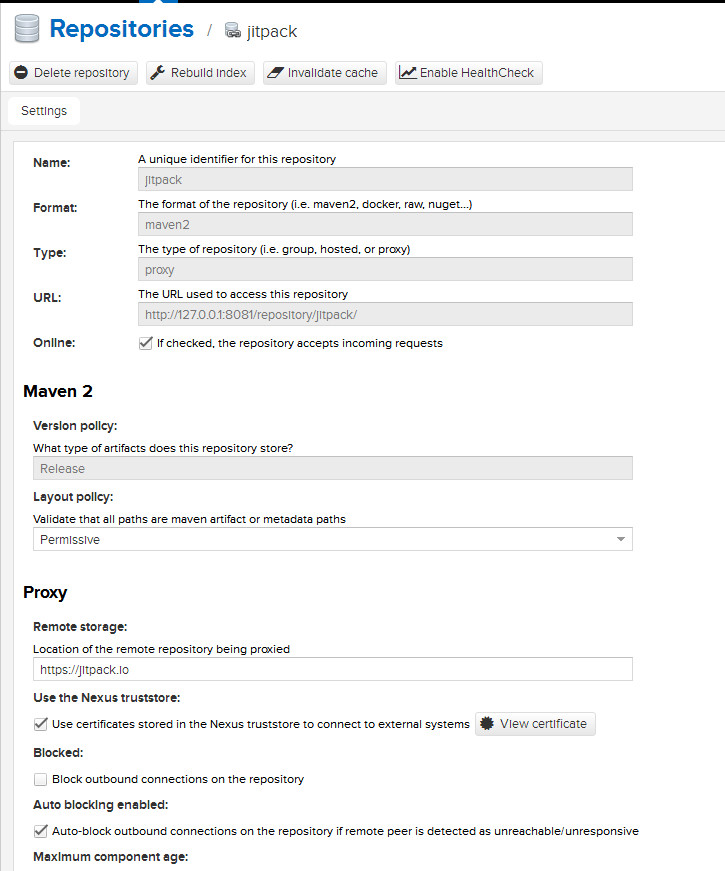 Repositories / jitpack
Delete repository Rebuild index Invalidate cache Enable HealthCheck
Settings
Name: A unique identifier for this repository
jitpack
Format: The format of the repository (i.e. maven2, docker, raw, nuget...)
maven2
Type: The type of repository (i.e. group, hosted, or proxy)
proxy
URL: The URL used to access this repository
http://127.0.0.1:8081/repository/jitpack/
Online: If checked, the repository accepts incoming requests
Maven 2
Version policy:
What type of artifacts does this repository store?
Release
Layout policy:
Validate that all paths are maven artifact or metadata paths
Permissive
Proxy
Remote storage:
Location of the remote repository being proxied
https://jitpack.io
Use the Nexus truststore:
Use certificates stored in the Nexus truststore to connect to external systems View certificate
Blocked:
Block outbound connections on the repository
Auto blocking enabled:
Auto-block outbound connections on the repository if remote peer is detected as unreachable/unresponsive
Maximum component age: